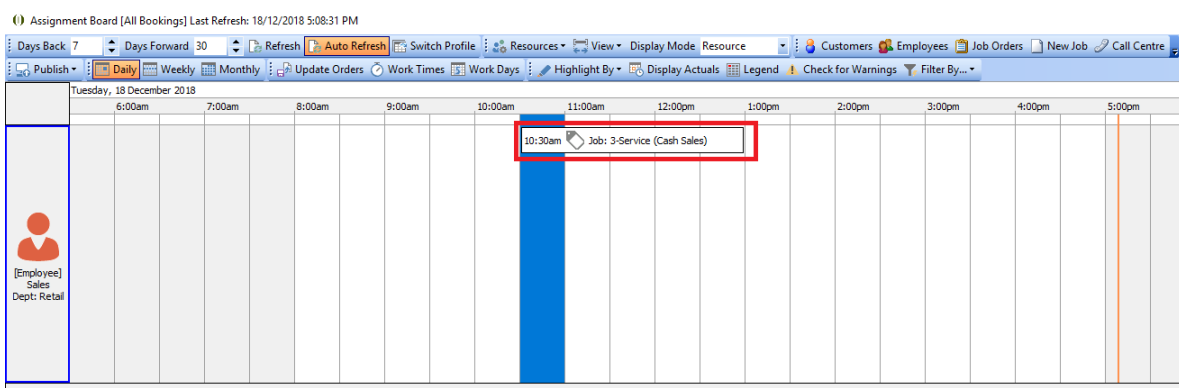 Assignment Board [All Bookings] Last Refresh: 18/12/2018 5:08:31 PM
Days Back 7 Days Forward 30 Refresh Auto Refresh Switch Profile Resources View Display Mode Resource Customers Employees Job Orders New Job Call Centre
Publish Daily Weekly Monthly Update Orders Work Times Work Days Highlight By Display Actuals Legend Check for Warnings Filter By...
Tuesday, 18 December 2018
6:00am 7:00am 8:00am 9:00am 10:00am 11:00am 12:00pm 1:00pm 2:00pm 3:00pm 4:00pm 5:00pm
10:30am Job: 3-Service (Cash Sales)
[Employee]
Sales
Dept: Retail